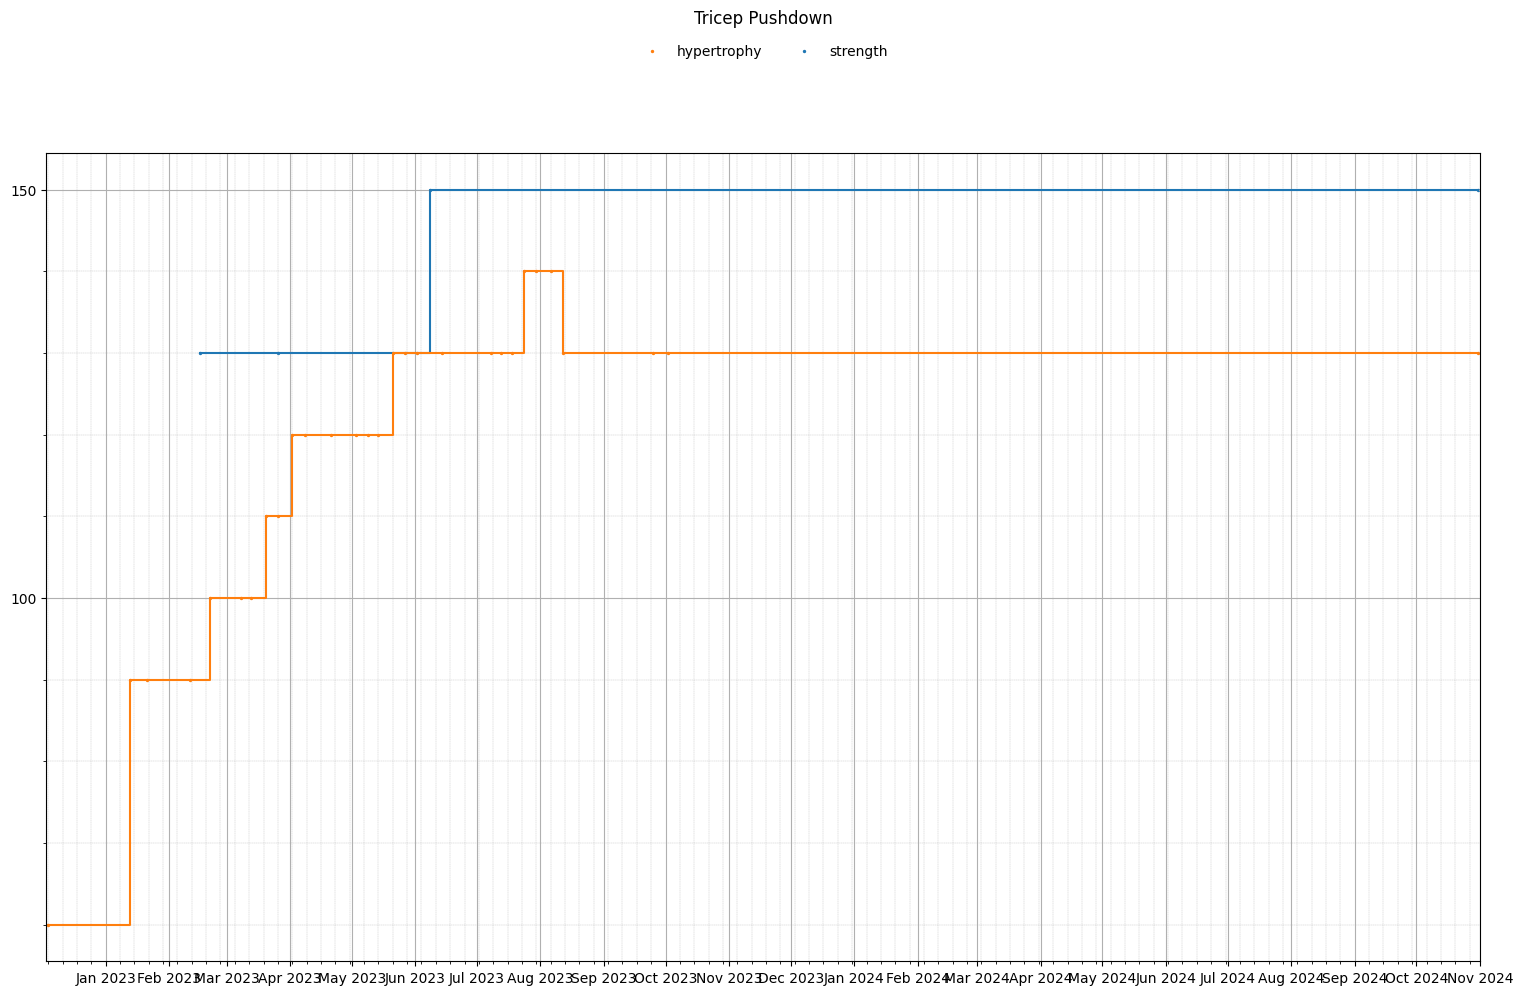 Tricep Pushdown
hypertrophy strength
150
100
Jan 2023 Feb 2023 Mar 2023 Apr 2023 May 2023 Jun 2023 Jul 2023 Aug 2023 Sep 2023 Oct 2023 Nov 2023 Dec 2023 Jan 2024 Feb 2024 Mar 2024 Apr 2024 May 2024 Jun 2024 Jul 2024 Aug 2024 Sep 2024 Oct 2024 Nov 2024